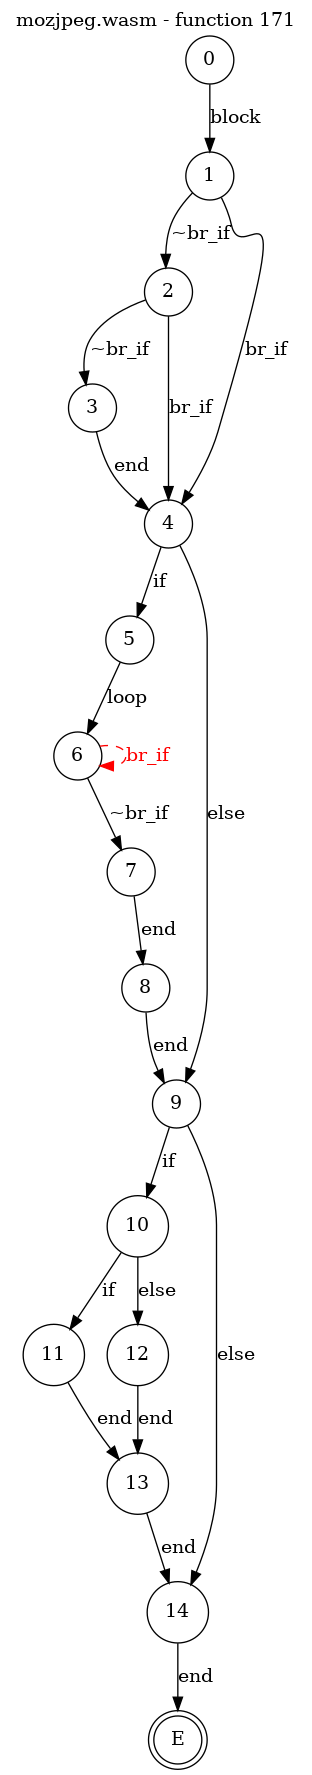 mozjpeg.wasm - function 171
0
block
1
~br_if
2
br_if
~br_if
3
br_if
end
4
if
5
loop
else
6
br_if
~br_if
7
end
8
end
9
if
10
if
else
else
11
12
end
end
13
end
14
end
E